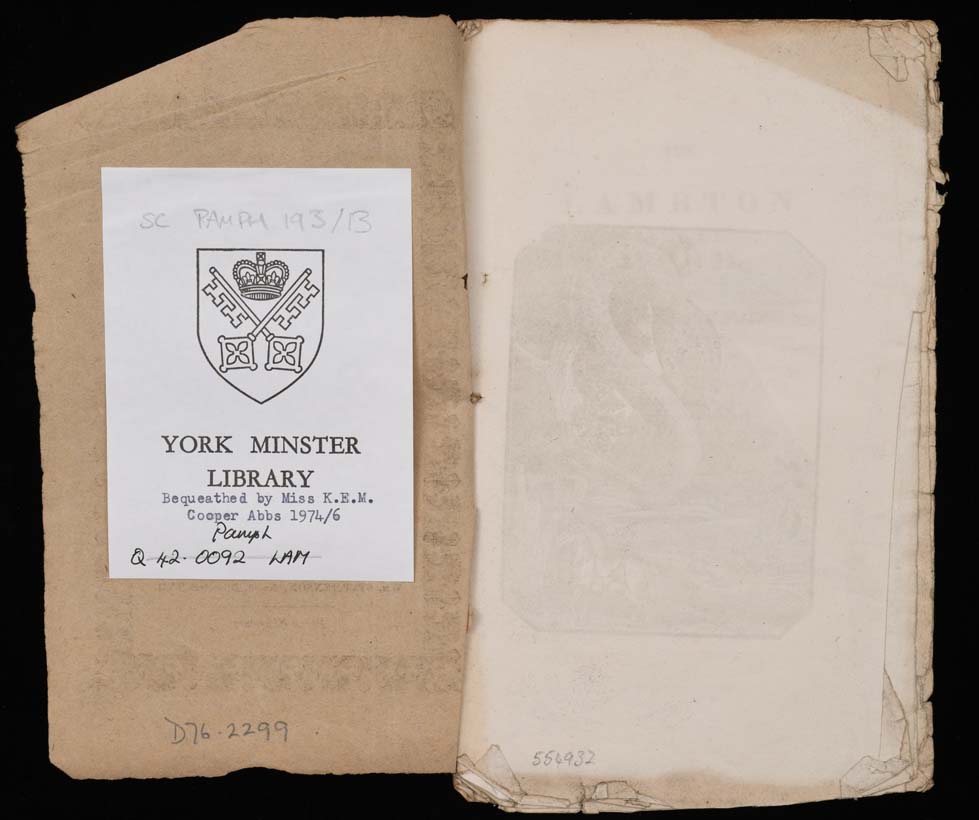 SC PAMPH 193/13
YORK MINSTER
LIBRARY
Bequeathed by Miss K.E.M.
Cooper Abbs 1974/6
Pamph
Q 42.0092 LAM
D76.2299
LAMBTON
554932